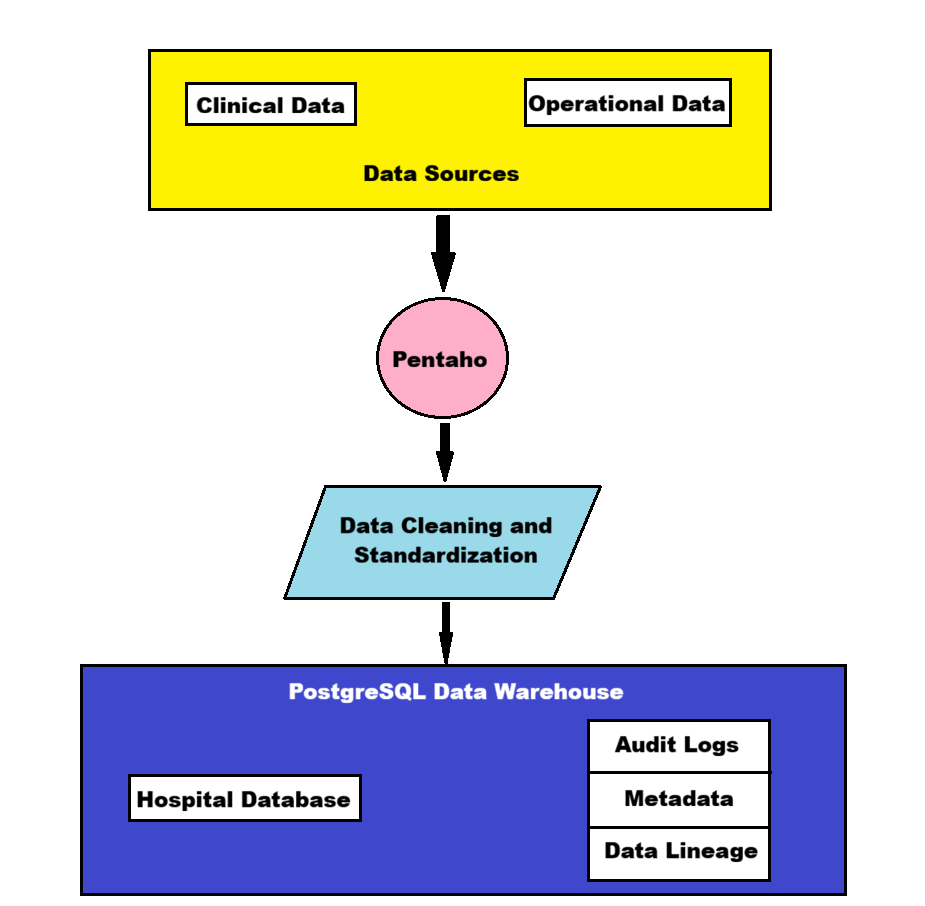 Clinical Data
Operational Data
Data Sources
Pentaho
Data Cleaning and
Standardization
PostgreSQL Data Warehouse
Audit Logs
Hospital Database
Metadata
Data Lineage